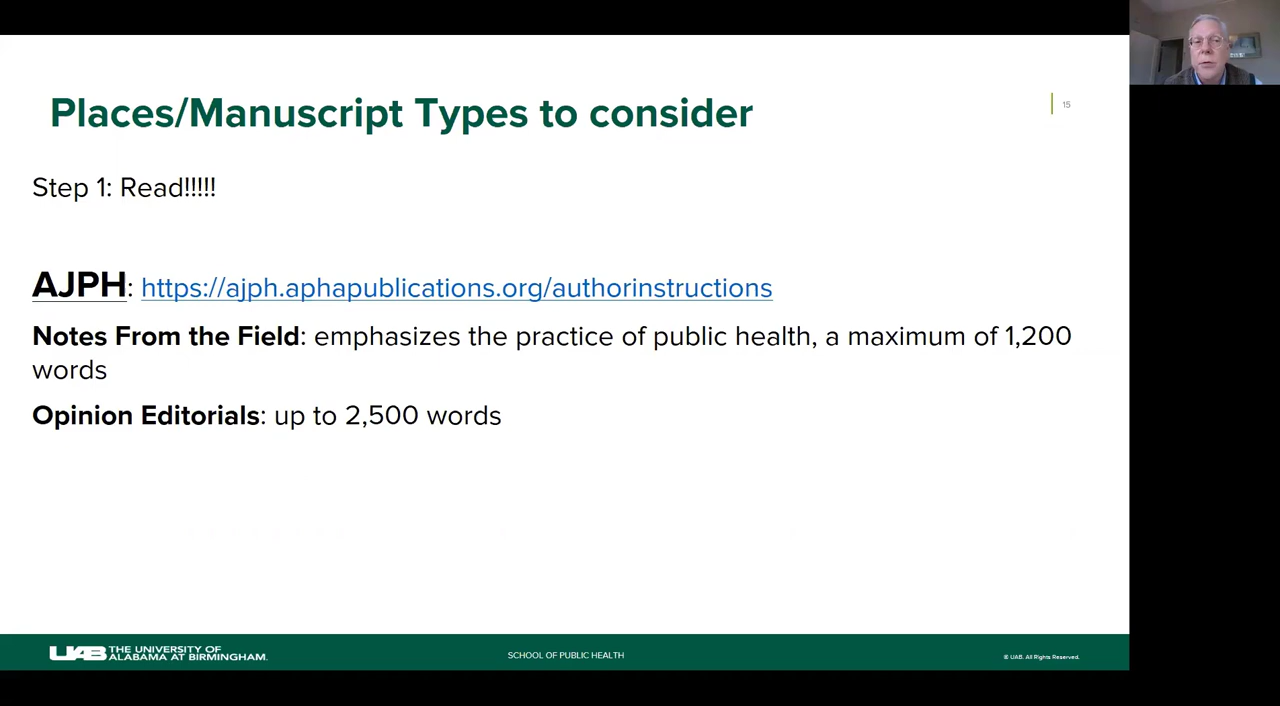 Places/Manuscript Types to consider
15
Step 1: Read!!!!!
AJPH: https://ajph.aphapublications.org/authorinstructions
Notes From the Field: emphasizes the practice of public health, a maximum of 1,200
words
Opinion Editorials: up to 2,500 words
UAB THE UNIVERSITY OF
ALABAMA AT BIRMINGHAM.
SCHOOL OF PUBLIC HEALTH
© UAB. All Rights Reserved.